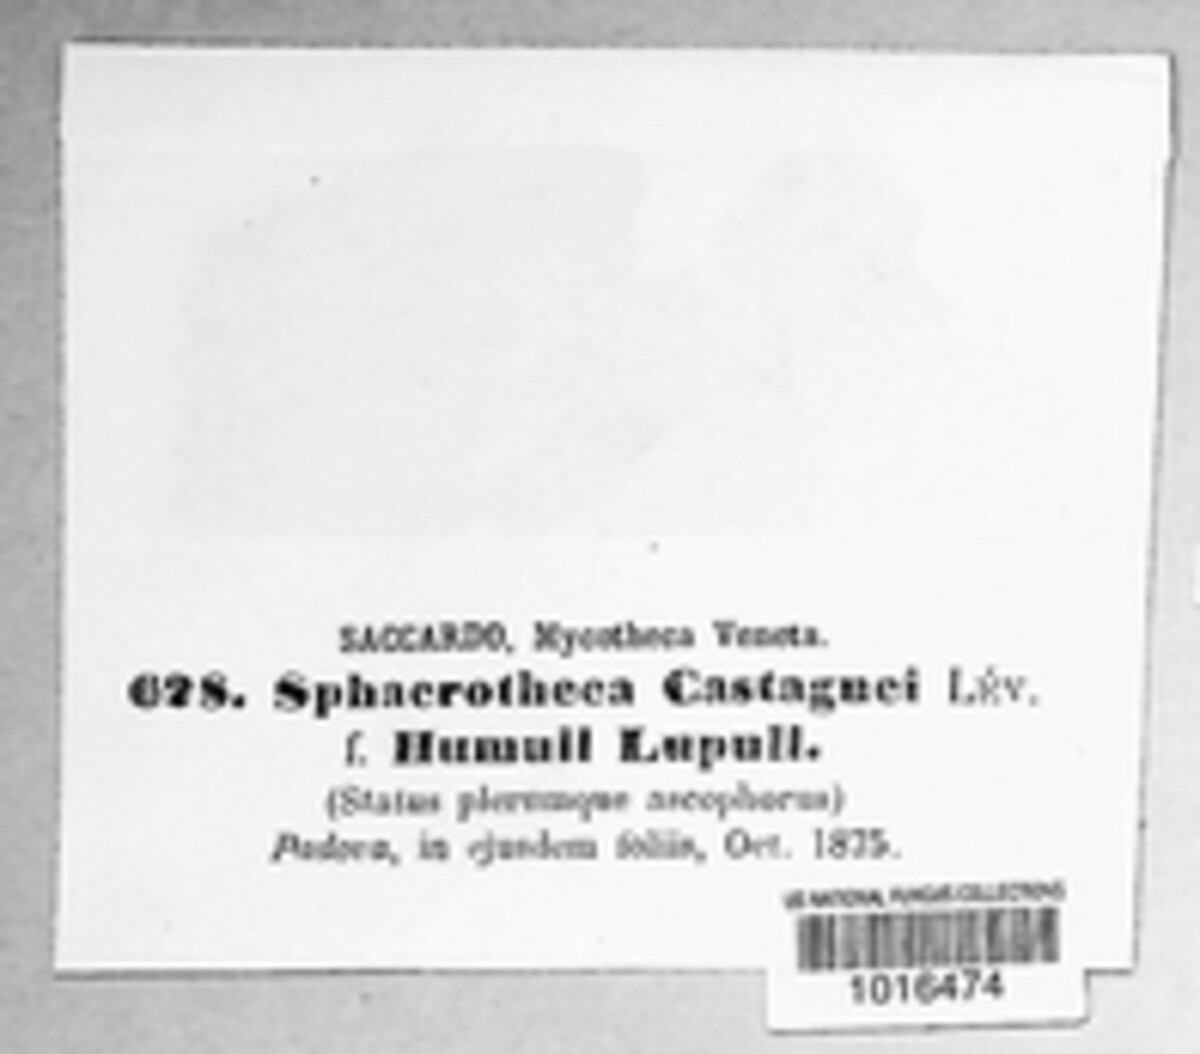 SACCARDO, Mycotheca Veneta.
628. Sphaerotheca Castagnei Lév.
f. Humuli Lupuli.
(Status plerumque ascophorus)
Padova, in ejusdem foliis, Oct. 1875.
US NATIONAL FUNGUS COLLECTIONS
1016474